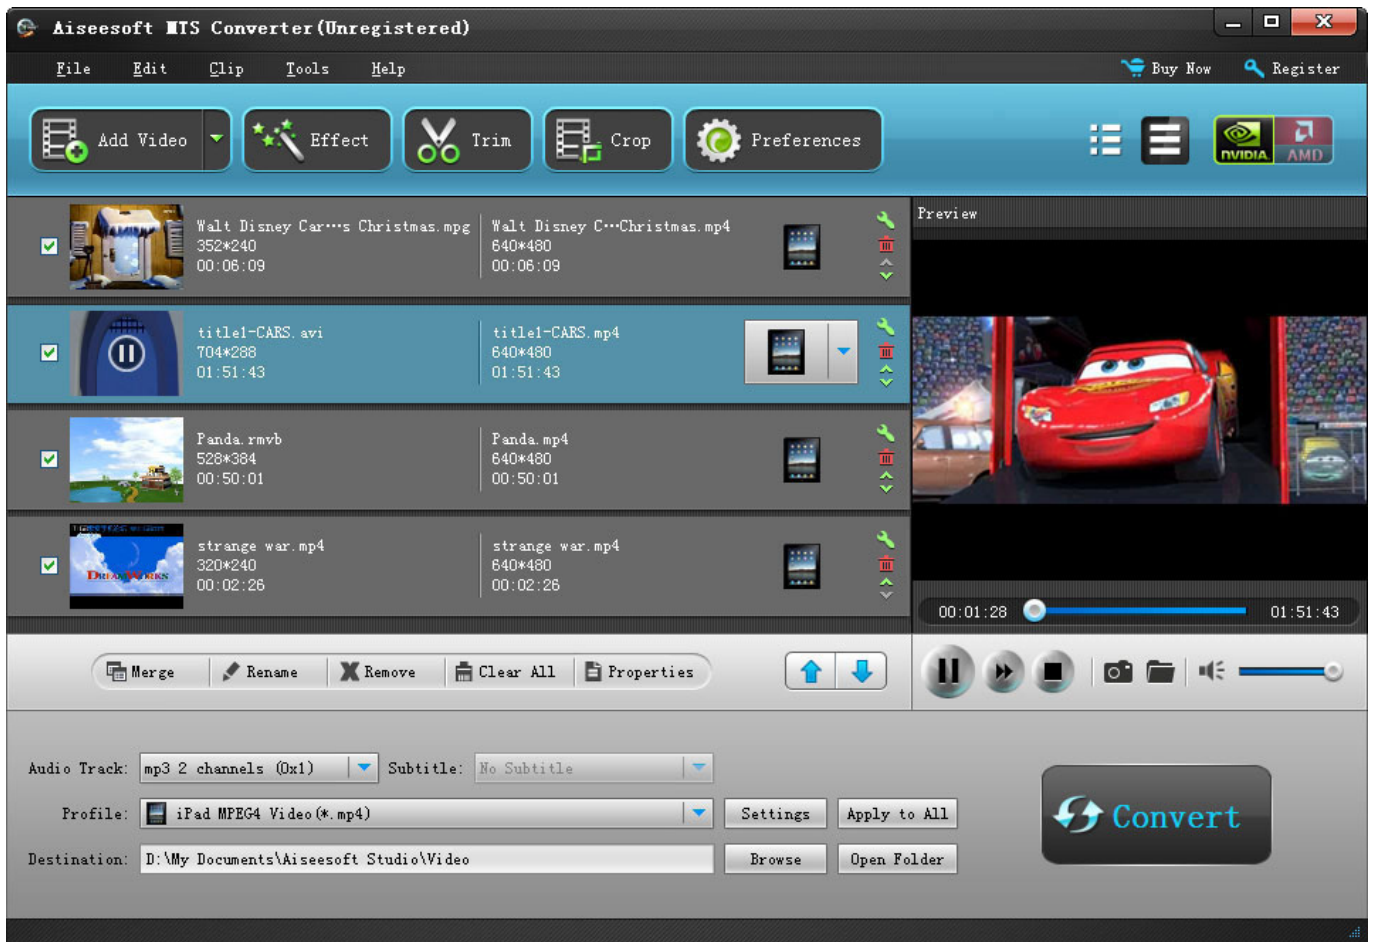 Aiseesoft MTS Converter(Unregistered)
File Edit Clip Tools Help Buy Now Register
Add Video Effect Trim Crop Preferences NVIDIA AMD
Walt Disney Car···s Christmas.mpg
352*240
00:06:09
Walt Disney C···Christmas.mp4
640*480
00:06:09
title1-CARS.avi
704*288
01:51:43
title1-CARS.mp4
640*480
01:51:43
Panda.rmvb
528*384
00:50:01
Panda.mp4
640*480
00:50:01
DREAMWORKS
strange war.mp4
320*240
00:02:26
strange war.mp4
640*480
00:02:26
Preview
00:01:28 01:51:43
Merge Rename Remove Clear All Properties
Audio Track: mp3 2 channels (0x1) Subtitle: No Subtitle
Profile: iPad MPEG4 Video(*.mp4) Settings Apply to All
Destination: D:\My Documents\Aiseesoft Studio\Video Browse Open Folder
Convert